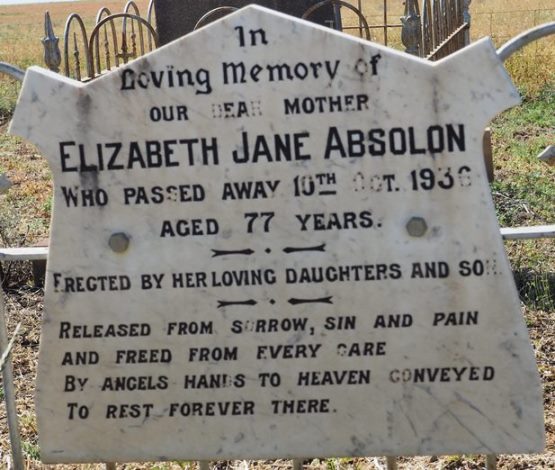 In
Loving Memory of
OUR DEAR MOTHER
ELIZABETH JANE ABSOLON
WHO PASSED AWAY 10TH OCT. 1936
AGED 77 YEARS.
ERECTED BY HER LOVING DAUGHTERS AND SON.
RELEASED FROM SORROW, SIN AND PAIN
AND FREED FROM EVERY CARE
BY ANGELS HANDS TO HEAVEN CONVEYED
TO REST FOREVER THERE.